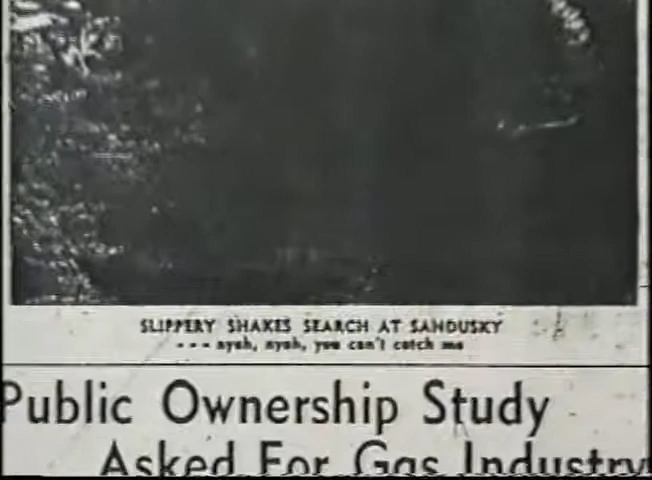 SLIPPERY SHAKES SEARCH AT SANDUSKY
--- nyah, nyah, you can't catch me
Public Ownership Study
Asked For Gas Industry